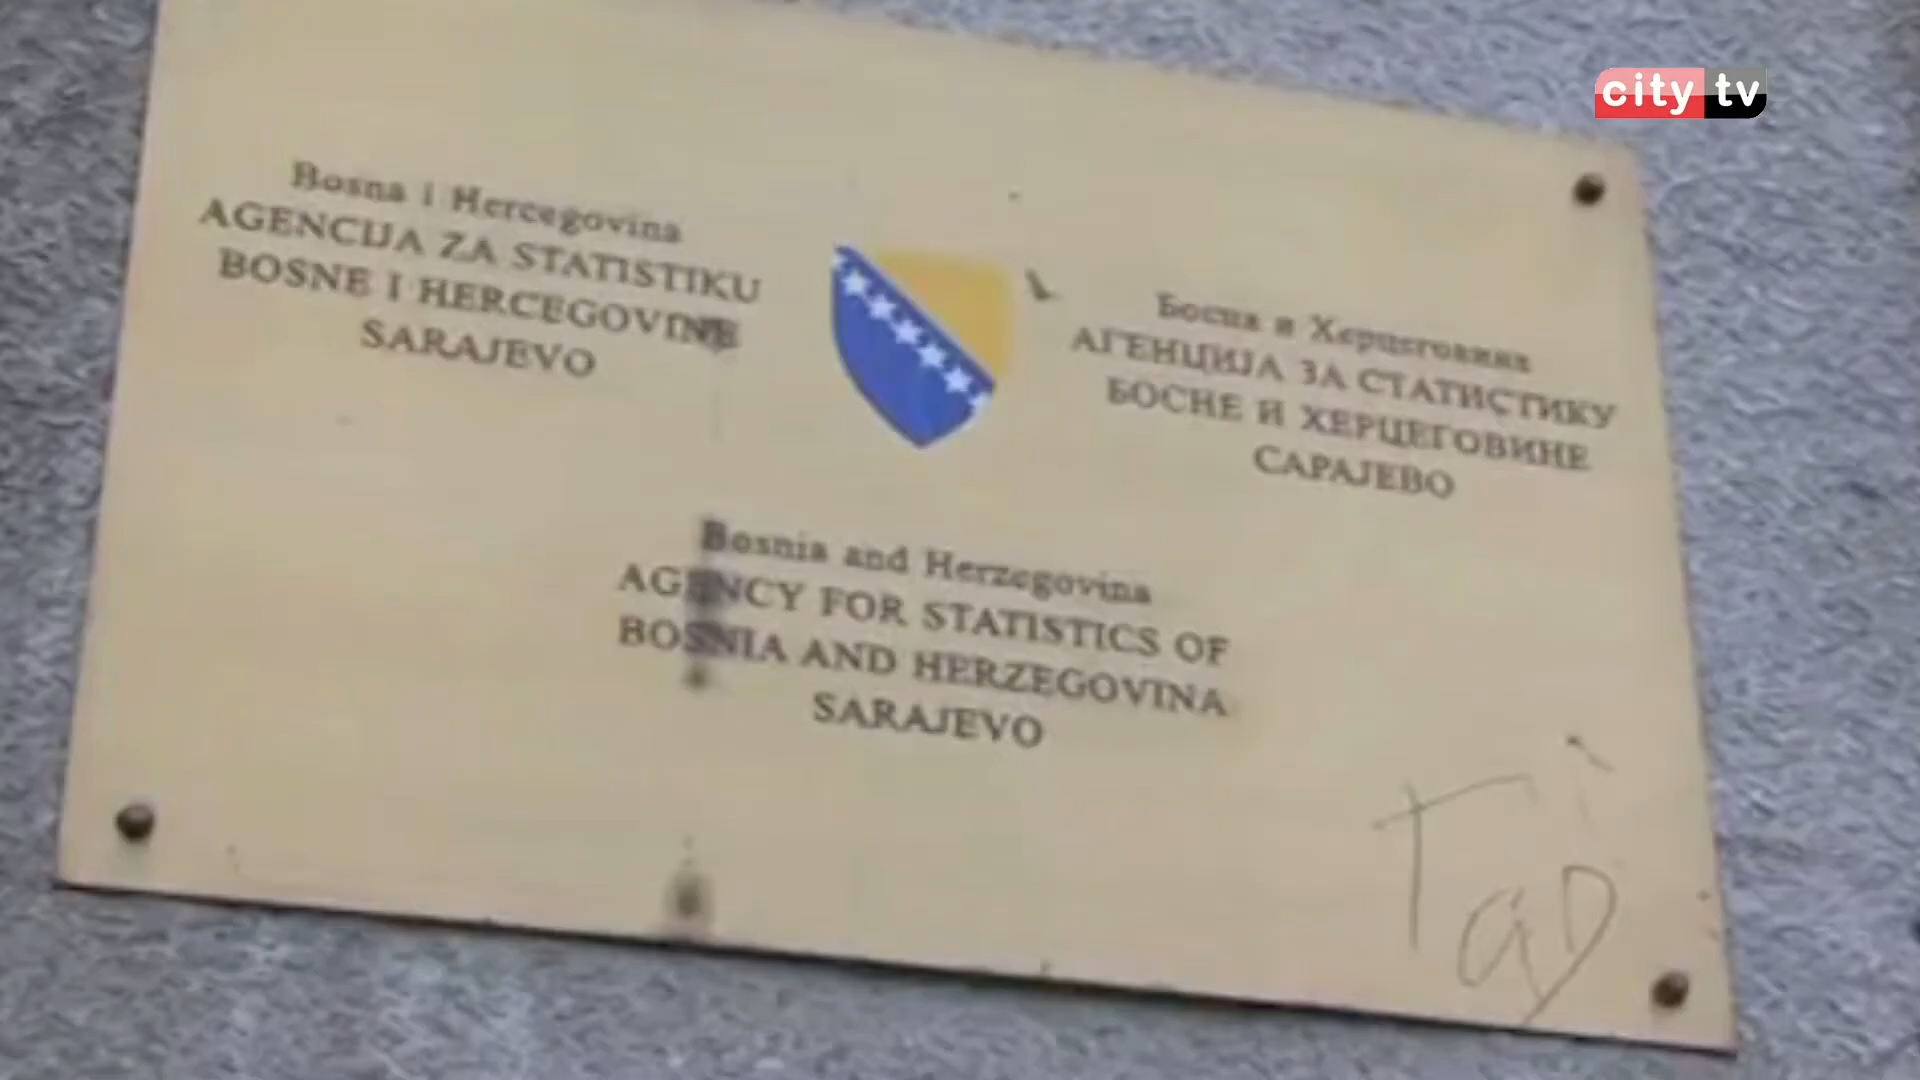 city tv
Bosna i Hercegovina
AGENCIJA ZA STATISTIKU
BOSNE I HERCEGOVINE
SARAJEVO
Босна и Херцеговина
АГЕНЦИЈА ЗА СТАТИСТИКУ
БОСНЕ И ХЕРЦЕГОВИНЕ
САРАЈЕВО
Bosnia and Herzegovina
AGENCY FOR STATISTICS OF
BOSNIA AND HERZEGOVINA
SARAJEVO